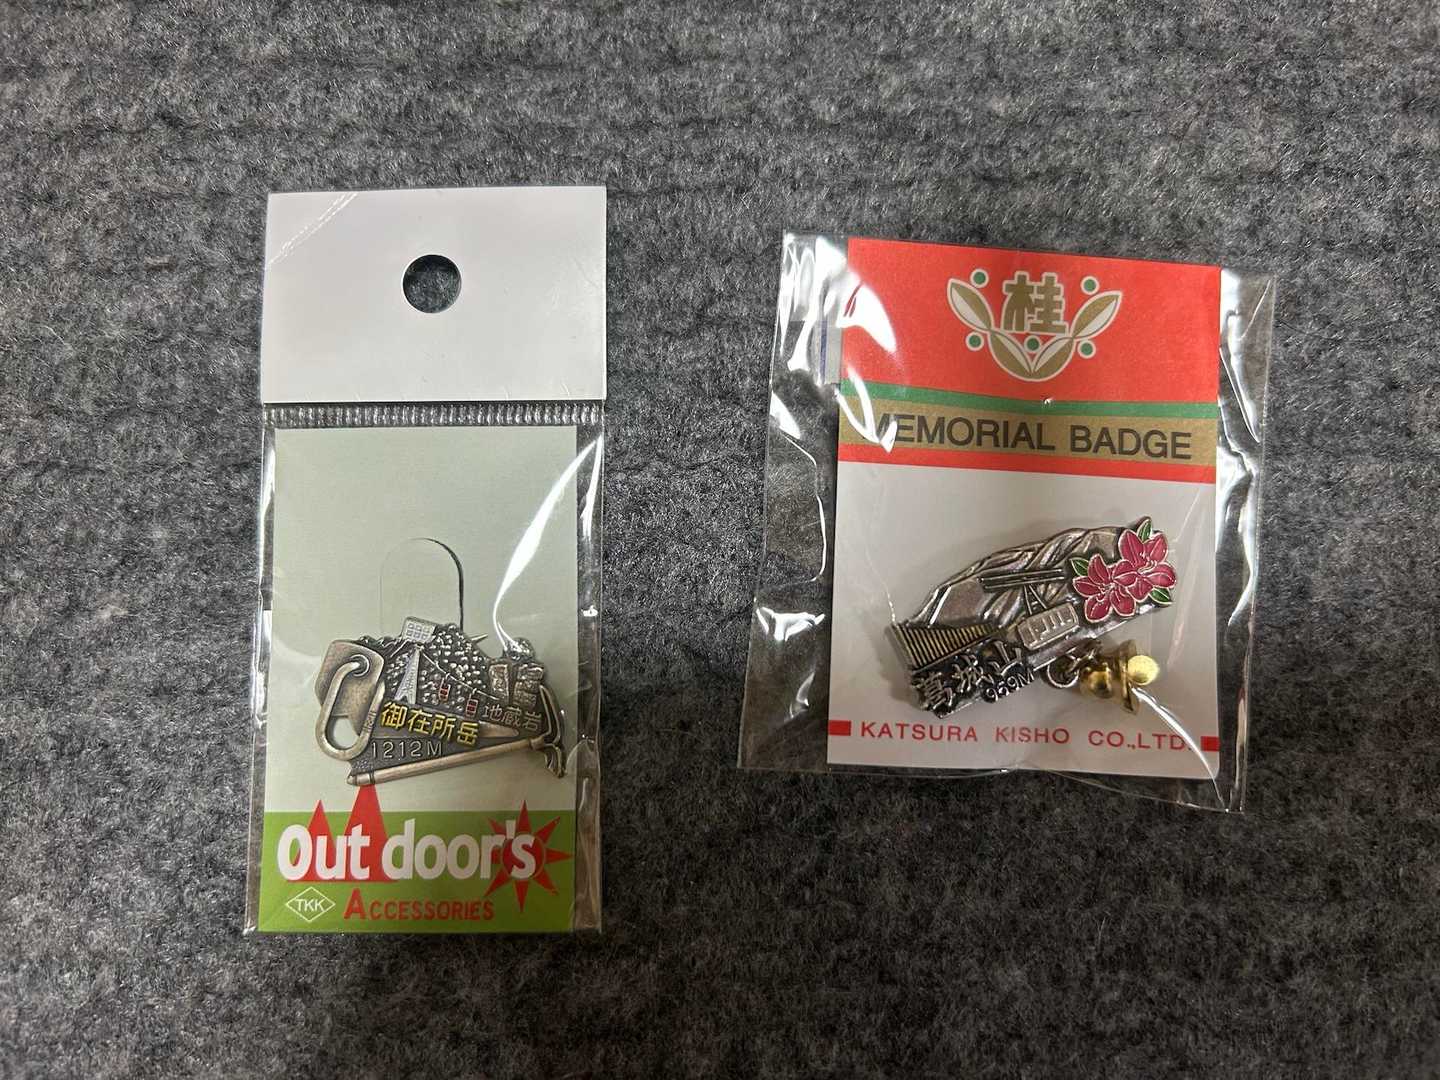 御在所岳
地蔵岩
1212M
Out door's
TKK
ACCESSORIES
桂
MEMORIAL BADGE
葛城山
959M
KATSURA KISHO CO.,LTD.